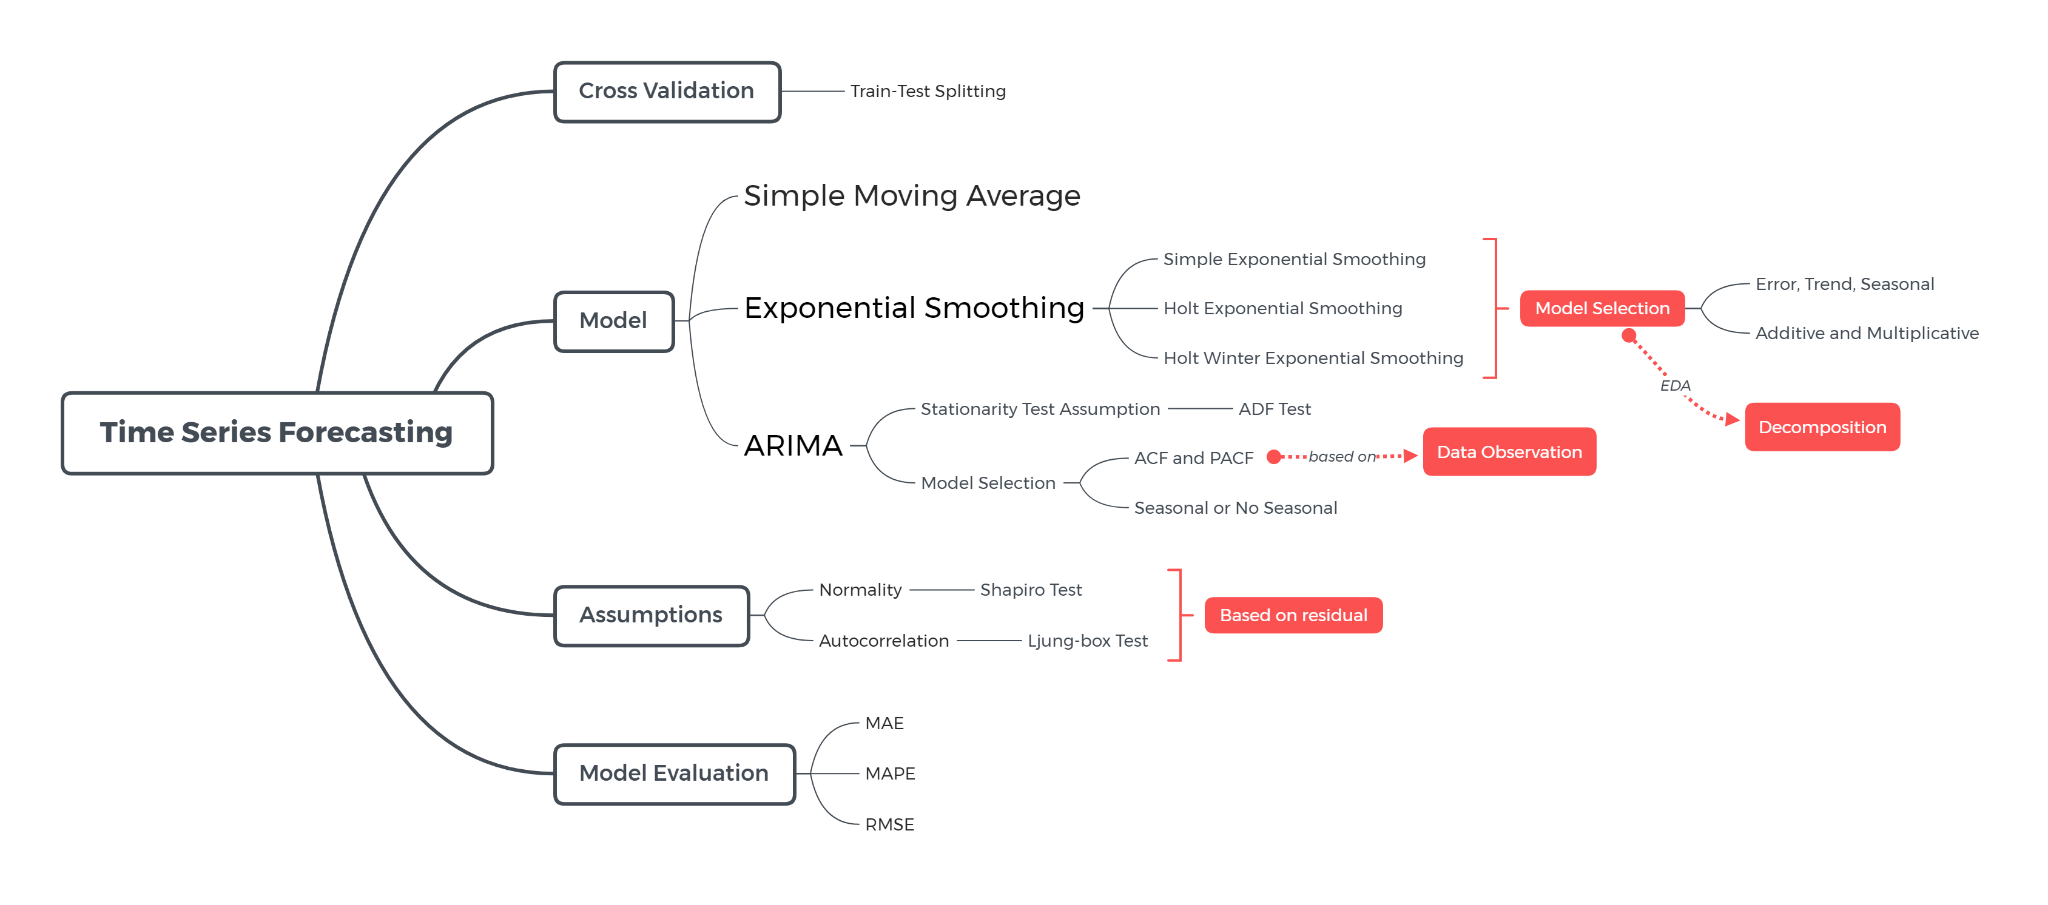 Time Series Forecasting
Cross Validation
Train-Test Splitting
Model
Simple Moving Average
Exponential Smoothing
Simple Exponential Smoothing
Holt Exponential Smoothing
Holt Winter Exponential Smoothing
Model Selection
Error, Trend, Seasonal
Additive and Multiplicative
EDA
Decomposition
ARIMA
Stationarity Test Assumption
ADF Test
Model Selection
ACF and PACF
based on
Data Observation
Seasonal or No Seasonal
Assumptions
Normality
Shapiro Test
Autocorrelation
Ljung-box Test
Based on residual
Model Evaluation
MAE
MAPE
RMSE